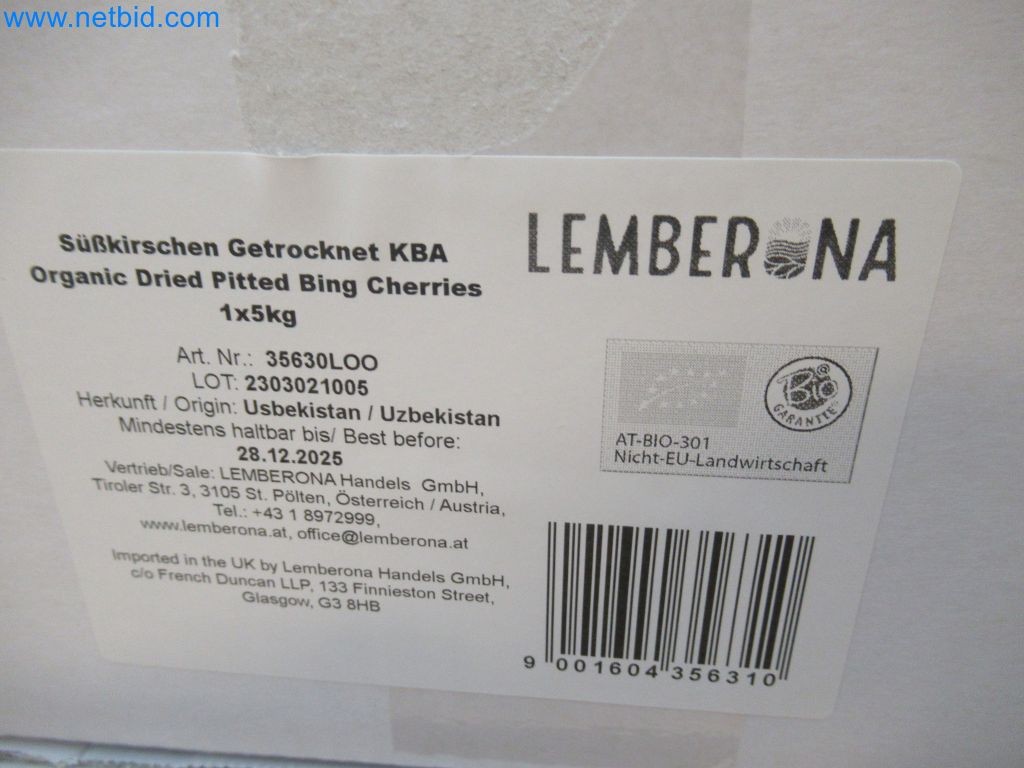 www.netbid.com
Süßkirschen Getrocknet KBA
Organic Dried Pitted Bing Cherries
1x5kg
Art. Nr.: 35630LOO
LOT: 2303021005
Herkunft / Origin: Usbekistan / Uzbekistan
Mindestens haltbar bis/ Best before:
28.12.2025
Vertrieb/Sale: LEMBERONA Handels GmbH,
Tiroler Str. 3, 3105 St. Pölten, Österreich / Austria,
Tel.: +43 1 8972999,
www.lemberona.at, office@lemberona.at
Imported in the UK by Lemberona Handels GmbH,
c/o French Duncan LLP, 133 Finnieston Street,
Glasgow, G3 8HB
LEMBERONA
Bio
GARANTIE
AT-BIO-301
Nicht-EU-Landwirtschaft
9 001604 356310